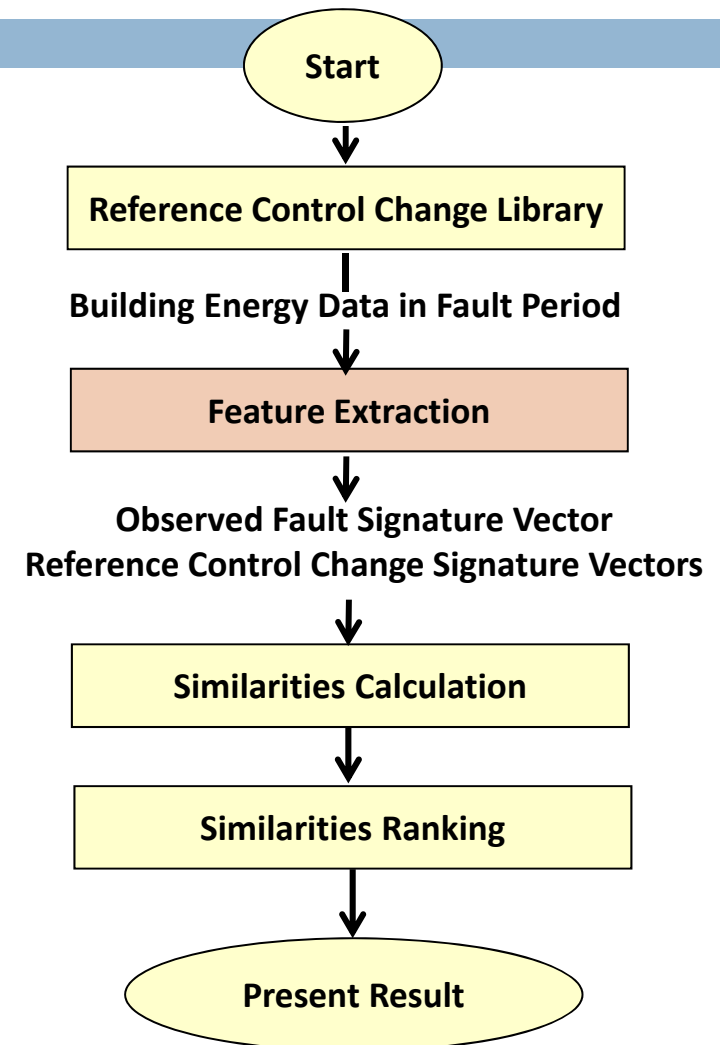 Start
Reference Control Change Library
Building Energy Data in Fault Period
Feature Extraction
Observed Fault Signature Vector
Reference Control Change Signature Vectors
Similarities Calculation
Similarities Ranking
Present Result